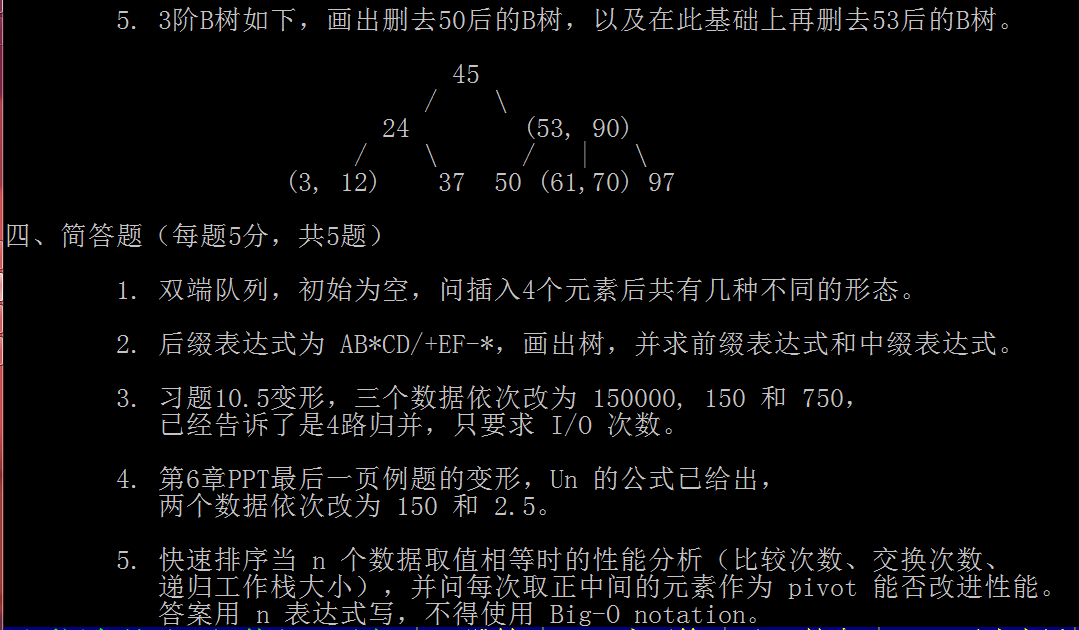 5. 3阶B树如下，画出删去50后的B树，以及在此基础上再删去53后的B树。
45
/ \
24 (53, 90)
/ \ / | \
(3, 12) 37 50 (61,70) 97
四、简答题（每题5分，共5题）
1. 双端队列，初始为空，问插入4个元素后共有几种不同的形态。
2. 后缀表达式为 AB*CD/+EF-*，画出树，并求前缀表达式和中缀表达式。
3. 习题10.5变形，三个数据依次改为 150000, 150 和 750，
已经告诉了是4路归并，只要求 I/O 次数。
4. 第6章PPT最后一页例题的变形，Un 的公式已给出，
两个数据依次改为 150 和 2.5。
5. 快速排序当 n 个数据取值相等时的性能分析（比较次数、交换次数、
递归工作栈大小），并问每次取正中间的元素作为 pivot 能否改进性能。
答案用 n 表达式写，不得使用 Big-O notation。